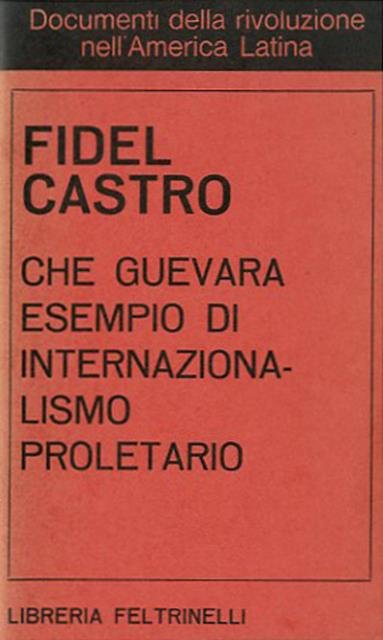 Documenti della rivoluzione
nell'America Latina
FIDEL
CASTRO
CHE GUEVARA
ESEMPIO DI
INTERNAZIONA-
LISMO
PROLETARIO
LIBRERIA FELTRINELLI